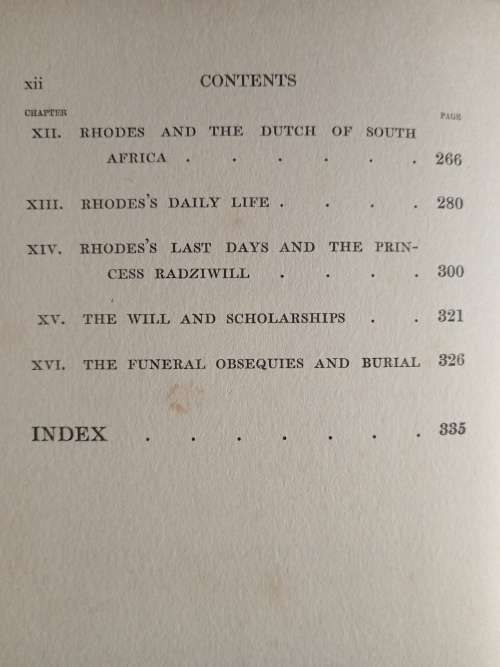 xii CONTENTS
CHAPTER PAGE
XII. RHODES AND THE DUTCH OF SOUTH
AFRICA . . . . . . 266
XIII. RHODES'S DAILY LIFE . . . . 280
XIV. RHODES'S LAST DAYS AND THE PRIN-
CESS RADZIWILL . . . . 300
XV. THE WILL AND SCHOLARSHIPS . . 321
XVI. THE FUNERAL OBSEQUIES AND BURIAL 326
INDEX . . . . . . . 335